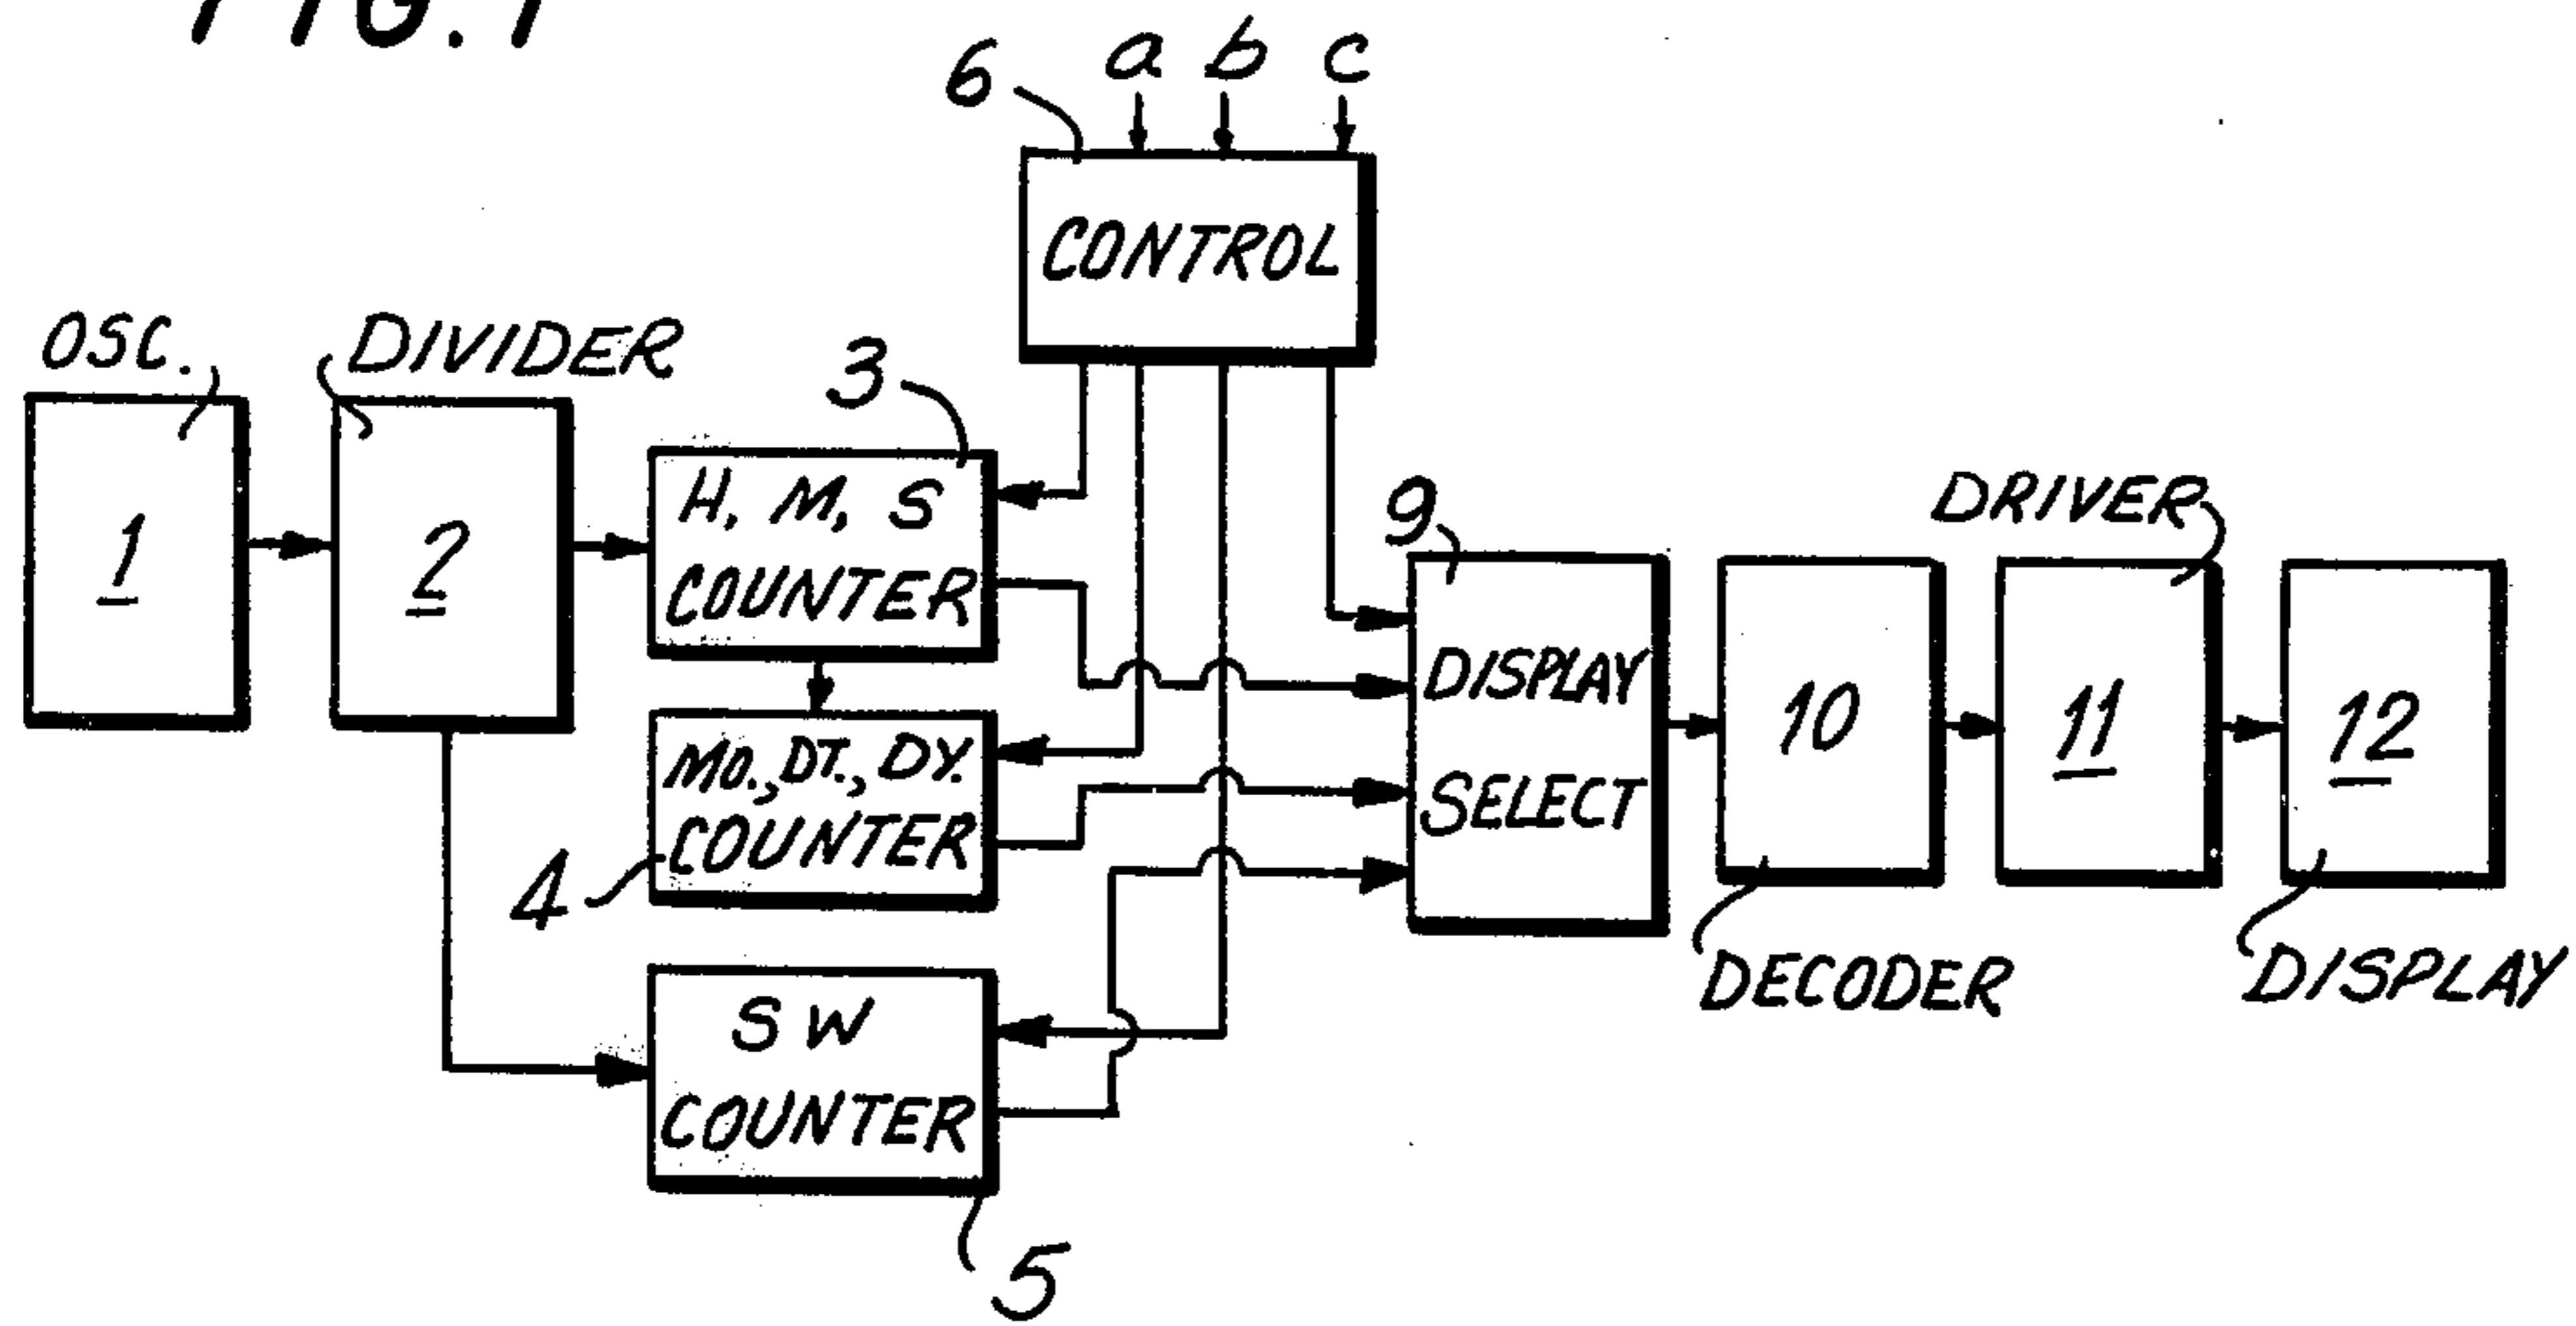 FIG. 1
a b c
6
CONTROL
OSC.
DIVIDER
3
1
2
H, M, S
COUNTER
9
DRIVER
DISPLAY
SELECT
10
11
12
MO., DT., DY.
COUNTER
4
DECODER
DISPLAY
SW
COUNTER
5